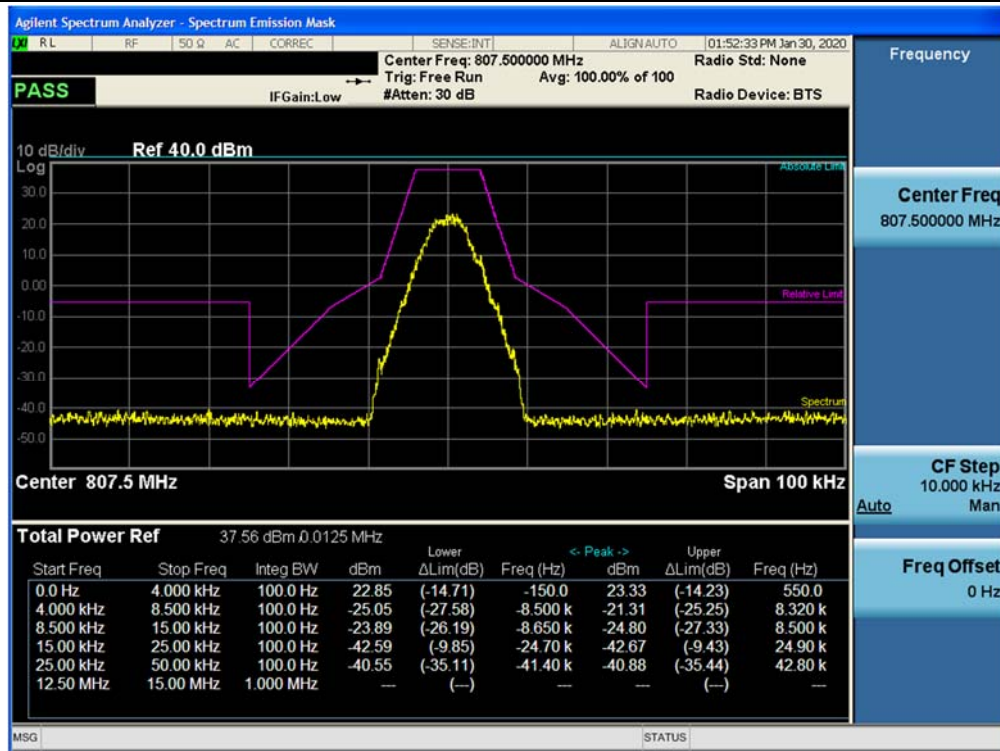 Agilent Spectrum Analyzer - Spectrum Emission Mask
LXI RL RF 50 Ω AC CORREC SENSE:INT ALIGN AUTO 01:52:33 PM Jan 30, 2020
Center Freq: 807.500000 MHz Radio Std: None
Trig: Free Run Avg: 100.00% of 100
PASS IFGain:Low #Atten: 30 dB Radio Device: BTS
10 dB/div Ref 40.0 dBm
Log
Absolute Limit
30.0
20.0
10.0
0.00
Relative Limit
-10.0
-20.0
-30.0
-40.0
Spectrum
-50.0
Center 807.5 MHz Span 100 kHz
Total Power Ref 37.56 dBm / 0.0125 MHz
Lower <- Peak -> Upper
Start Freq Stop Freq Integ BW dBm ΔLim(dB) Freq (Hz) dBm ΔLim(dB) Freq (Hz)
0.0 Hz 4.000 kHz 100.0 Hz 22.85 (-14.71) -150.0 23.33 (-14.23) 550.0
4.000 kHz 8.500 kHz 100.0 Hz -25.05 (-27.58) -8.500 k -21.31 (-25.25) 8.320 k
8.500 kHz 15.00 kHz 100.0 Hz -23.89 (-26.19) -8.650 k -24.80 (-27.33) 8.500 k
15.00 kHz 25.00 kHz 100.0 Hz -42.59 (-9.85) -24.70 k -42.67 (-9.43) 24.90 k
25.00 kHz 50.00 kHz 100.0 Hz -40.55 (-35.11) -41.40 k -40.88 (-35.44) 42.80 k
12.50 MHz 15.00 MHz 1.000 MHz --- (---) --- --- (---) ---
MSG STATUS
Frequency
Center Freq
807.500000 MHz
CF Step
10.000 kHz
Auto Man
Freq Offset
0 Hz